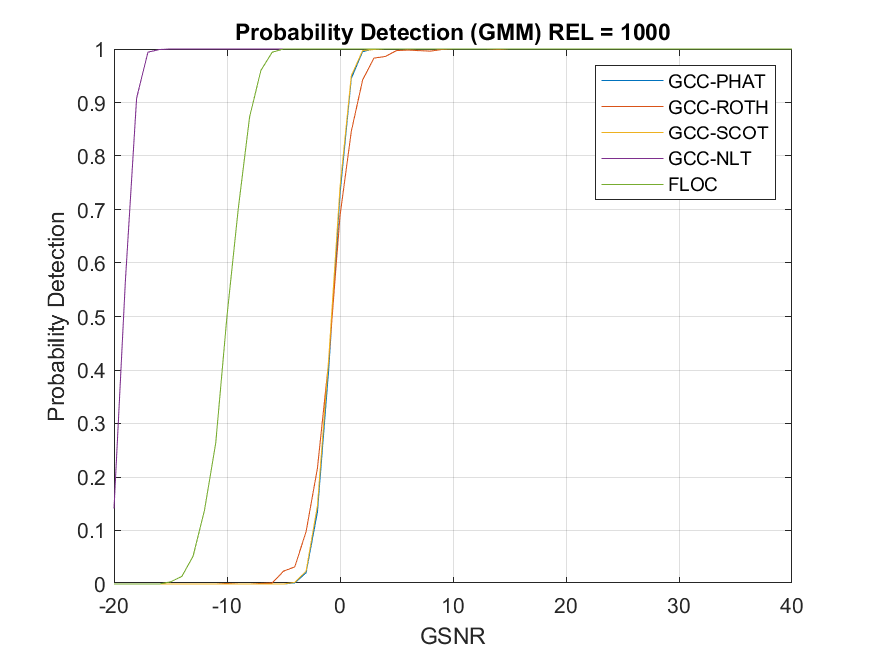 Probability Detection (GMM) REL = 1000
1
0.9
0.8
0.7
0.6
0.5
0.4
0.3
0.2
0.1
0
Probability Detection
GCC-PHAT
GCC-ROTH
GCC-SCOT
GCC-NLT
FLOC
-20 -10 0 10 20 30 40
GSNR